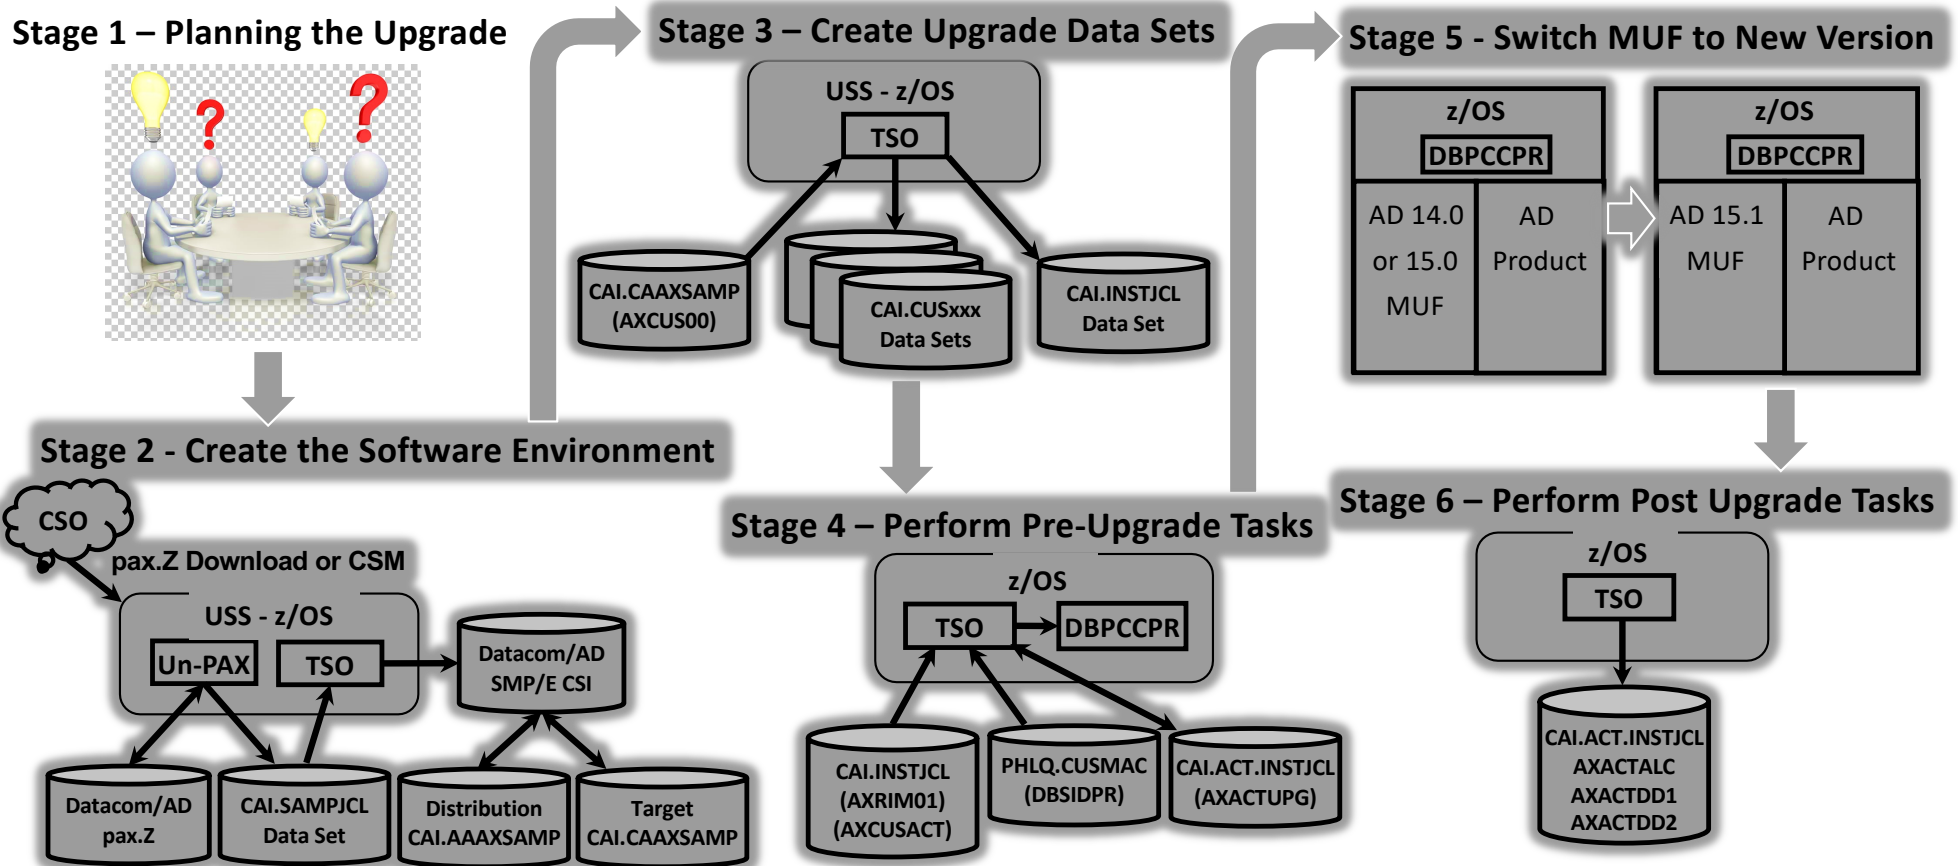 Stage 1 – Planning the Upgrade
?
?
Stage 2 - Create the Software Environment
CSO
pax.Z Download or CSM
USS - z/OS
Un-PAX
TSO
Datacom/AD
SMP/E CSI
Datacom/AD
pax.Z
CAI.SAMPJCL
Data Set
Distribution
CAI.AAAXSAMP
Target
CAI.CAAXSAMP
Stage 3 – Create Upgrade Data Sets
USS - z/OS
TSO
CAI.CAAXSAMP
(AXCUS00)
CAI.CUSxxx
Data Sets
CAI.INSTJCL
Data Set
Stage 4 – Perform Pre-Upgrade Tasks
z/OS
TSO
DBPCCPR
CAI.INSTJCL
(AXRIM01)
(AXCUSACT)
PHLQ.CUSMAC
(DBSIDPR)
CAI.ACT.INSTJCL
(AXACTUPG)
Stage 5 - Switch MUF to New Version
z/OS
DBPCCPR
AD 14.0
or 15.0
MUF
AD
Product
z/OS
DBPCCPR
AD 15.1
MUF
AD
Product
Stage 6 – Perform Post Upgrade Tasks
z/OS
TSO
CAI.ACT.INSTJCL
AXACTALC
AXACTDD1
AXACTDD2